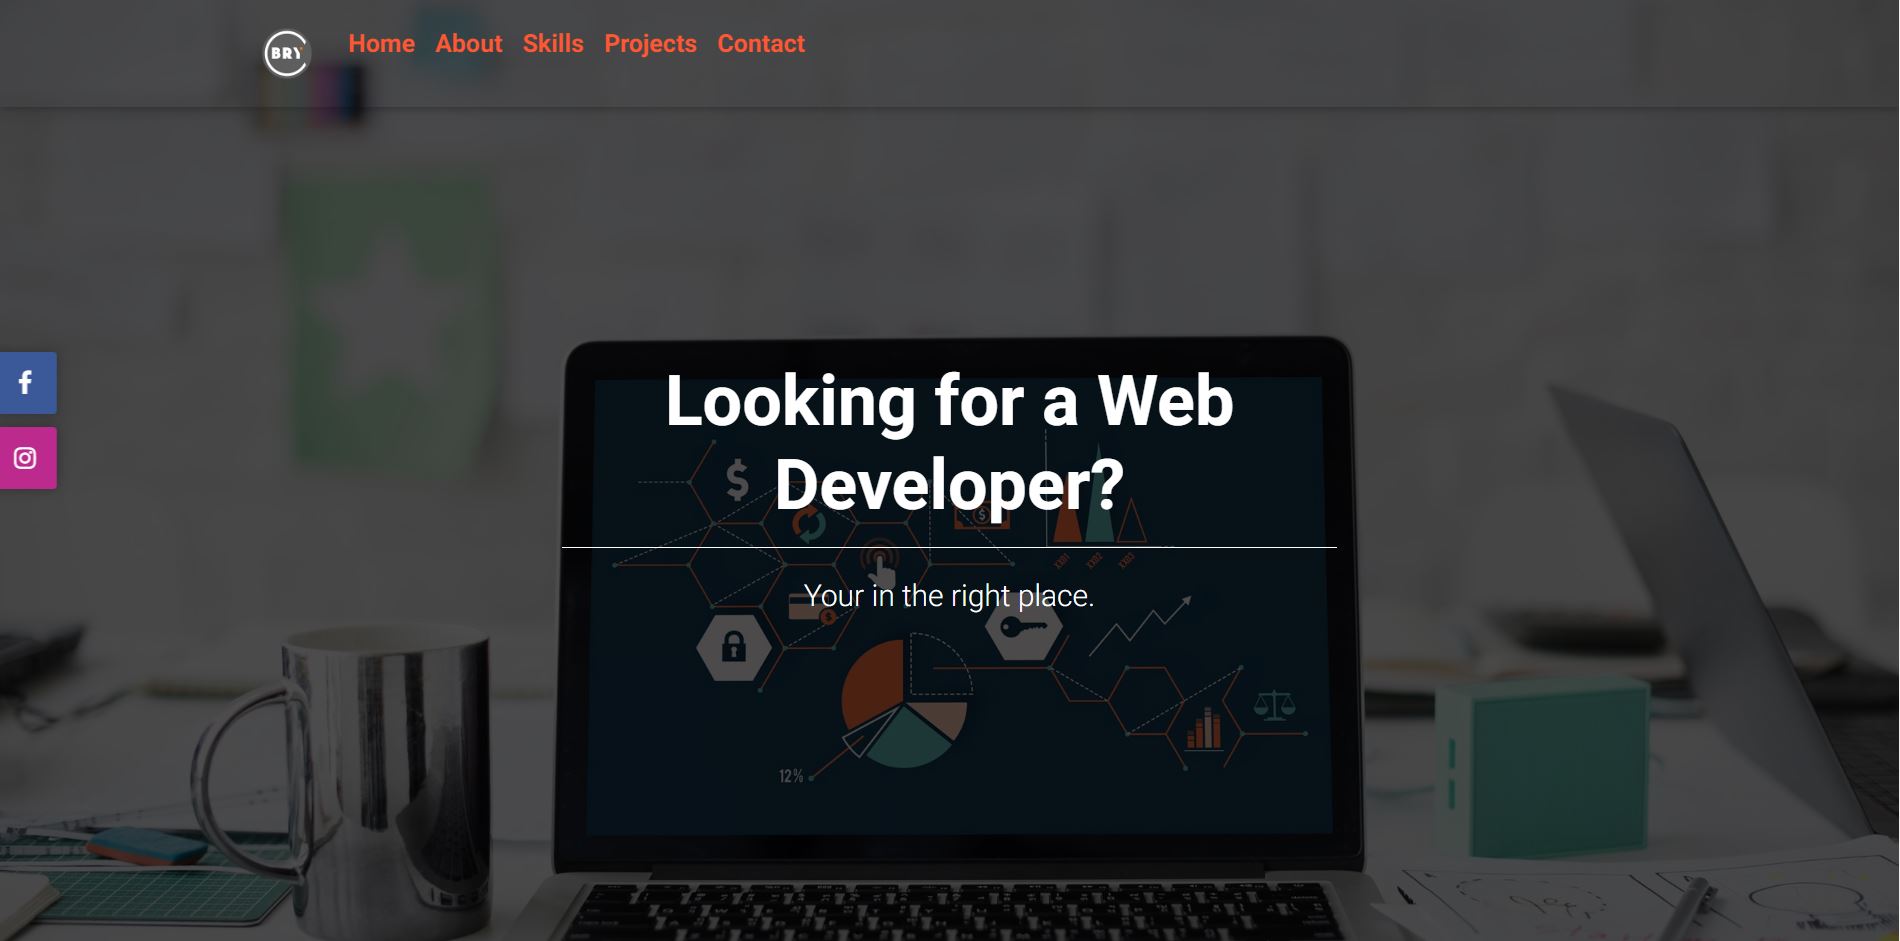 BRY
Home About Skills Projects Contact
Looking for a Web
Developer?
$
$
Your in the right place.
$
12%